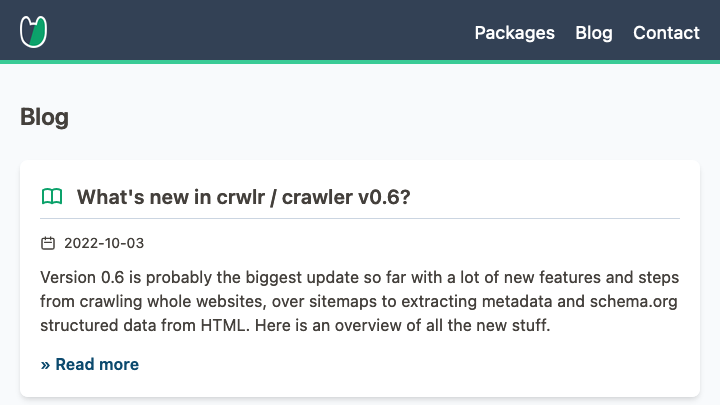 Packages Blog Contact
Blog
What's new in crwlr / crawler v0.6?
2022-10-03
Version 0.6 is probably the biggest update so far with a lot of new features and steps
from crawling whole websites, over sitemaps to extracting metadata and schema.org
structured data from HTML. Here is an overview of all the new stuff.
» Read more